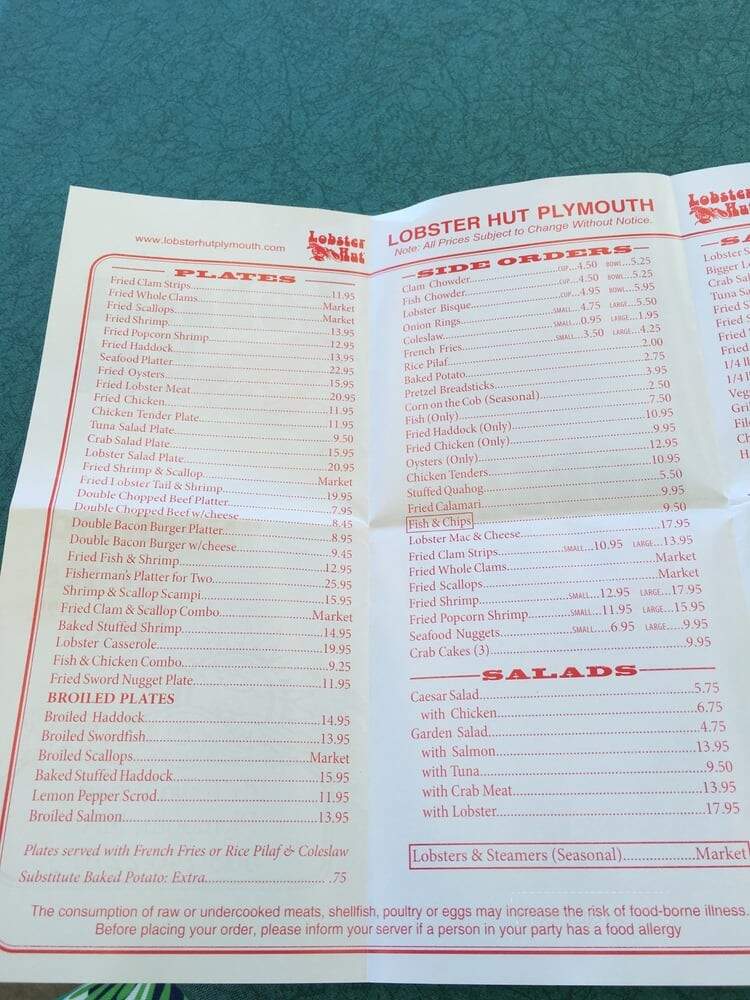 www.lobsterhutplymouth.com
Lobster
Hut
PLATES
Fried Clam Strips...11.95
Fried Whole Clams...Market
Fried Scallops...Market
Fried Shrimp...13.95
Fried Popcorn Shrimp...12.95
Fried Haddock...13.95
Seafood Platter...22.95
Fried Oysters...15.95
Fried Lobster Meat...20.95
Fried Chicken...11.95
Chicken Tender Plate...11.95
Tuna Salad Plate...9.50
Crab Salad Plate...15.95
Lobster Salad Plate...20.95
Fried Shrimp & Scallop...Market
Fried Lobster Tail & Shrimp...19.95
Double Chopped Beef Platter...7.95
Double Chopped Beef w/cheese...8.45
Double Bacon Burger Platter...8.95
Double Bacon Burger w/cheese...9.45
Fried Fish & Shrimp...12.95
Fisherman's Platter for Two...25.95
Shrimp & Scallop Scampi...15.95
Fried Clam & Scallop Combo...Market
Baked Stuffed Shrimp...14.95
Lobster Casserole...19.95
Fish & Chicken Combo...9.25
Fried Sword Nugget Plate...11.95
BROILED PLATES
Broiled Haddock...14.95
Broiled Swordfish...13.95
Broiled Scallops...Market
Baked Stuffed Haddock...15.95
Lemon Pepper Scrod...11.95
Broiled Salmon...13.95
Plates served with French Fries or Rice Pilaf & Coleslaw
Substitute Baked Potato: Extra... .75
LOBSTER HUT PLYMOUTH
Note: All Prices Subject to Change Without Notice.
SIDE ORDERS
Clam Chowder...CUP...4.50 BOWL...5.25
Fish Chowder...CUP...4.50 BOWL...5.25
Lobster Bisque...CUP...4.95 BOWL...5.95
Onion Rings...SMALL...4.75 LARGE...5.50
Coleslaw...SMALL...0.95 LARGE...1.95
French Fries...SMALL...3.50 LARGE...4.25
Rice Pilaf...2.00
Baked Potato...2.75
Pretzel Breadsticks...3.95
Corn on the Cob (Seasonal)...2.50
Fish (Only)...7.50
Fried Haddock (Only)...10.95
Fried Chicken (Only)...9.95
Oysters (Only)...12.95
Chicken Tenders...10.95
Stuffed Quahog...5.50
Fried Calamari...9.95
Fish & Chips...9.50
Lobster Mac & Cheese...17.95
Fried Clam Strips...SMALL...10.95 LARGE...13.95
Fried Whole Clams...Market
Fried Scallops...Market
Fried Shrimp...SMALL...12.95 LARGE...17.95
Fried Popcorn Shrimp...SMALL...11.95 LARGE...15.95
Seafood Nuggets...SMALL....6.95 LARGE....9.95
Crab Cakes (3)...9.95
SALADS
Caesar Salad...5.75
with Chicken...6.75
Garden Salad...4.75
with Salmon...13.95
with Tuna...9.50
with Crab Meat...13.95
with Lobster...17.95
Lobsters & Steamers (Seasonal)...Market
Lobster
Hut
SA
Lobster S
Bigger L
Crab Sal
Tuna Sa
Fried S
Fried S
Fried
Fried
1/4 l
1/4
Veg
Gri
File
C
H
The consumption of raw or undercooked meats, shellfish, poultry or eggs may increase the risk of food-borne illness.
Before placing your order, please inform your server if a person in your party has a food allergy